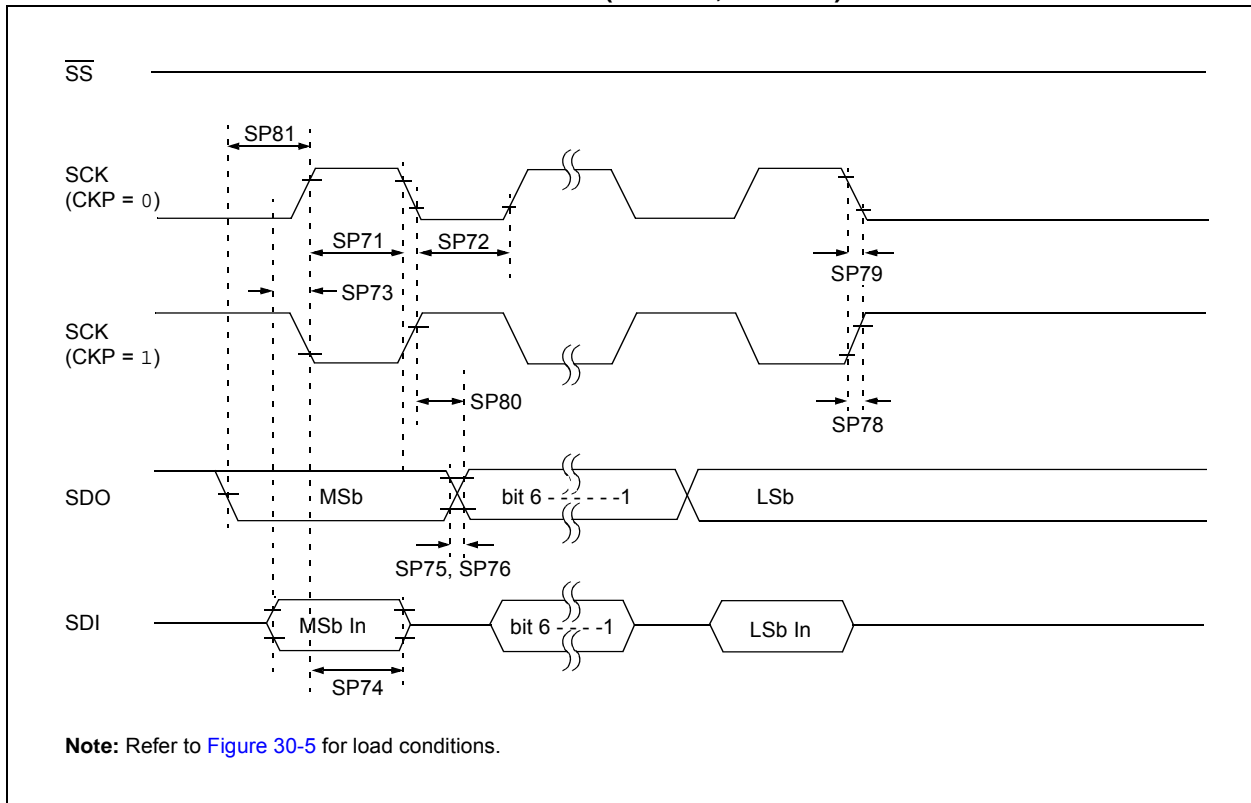 SS
SP81
SCK
(CKP = 0)
SP71
SP72
SP79
SP73
SCK
(CKP = 1)
SP80
SP78
SDO
MSb
bit 6 - - - - - -1
LSb
SP75, SP76
SDI
MSb In
bit 6 - - - -1
LSb In
SP74
Note: Refer to Figure 30-5 for load conditions.